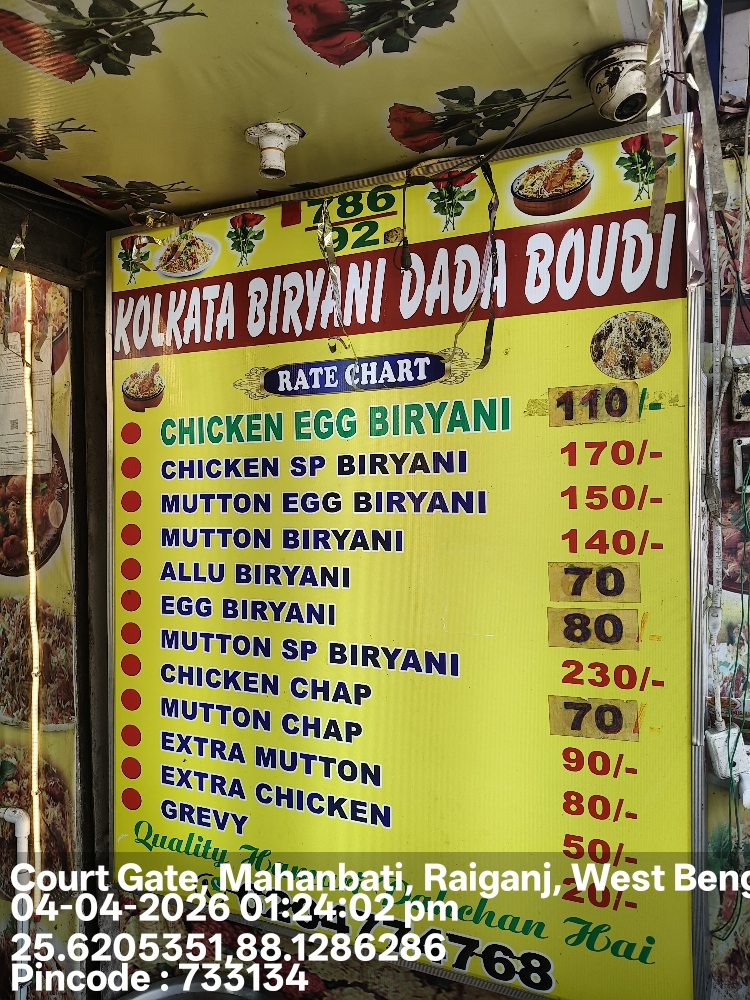 786
92
KOLKATA BIRYANI DADA BOUDI
RATE CHART
CHICKEN EGG BIRYANI 110/-
CHICKEN SP BIRYANI 170/-
MUTTON EGG BIRYANI 150/-
MUTTON BIRYANI 140/-
ALLU BIRYANI 70
EGG BIRYANI 80
MUTTON SP BIRYANI 230/-
CHICKEN CHAP 70
MUTTON CHAP 90/-
EXTRA MUTTON 80/-
EXTRA CHICKEN 50/-
GREVY 20/-
Quality Hai
Court Gate, Mahanbati, Raiganj, West Beng
04-04-2026 01:24:02 pm
25.6205351,88.1286286
Pincode : 733134